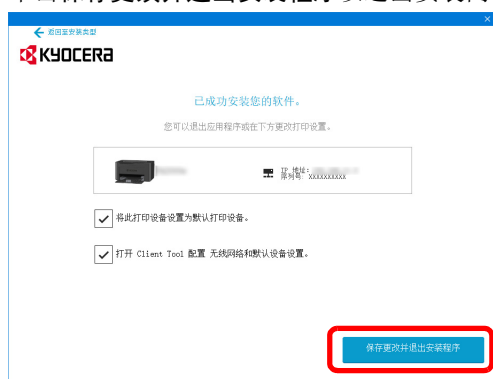 返回至安装类型
KYOCERA
已成功安装您的软件。
您可以退出应用程序或在下方更改打印设置。
IP 地址:
序列号: xxxxxxxxxx
将此打印设备设置为默认打印设备。
打开 Client Tool 配置 无线网络和默认设备设置。
保存更改并退出安装程序